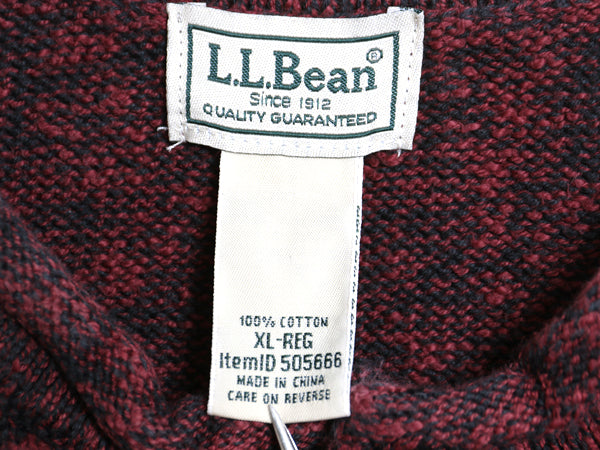 L.L.Bean®
Since 1912
QUALITY GUARANTEED
100% COTTON
XL-REG
ItemID 505666
MADE IN CHINA
CARE ON REVERSE